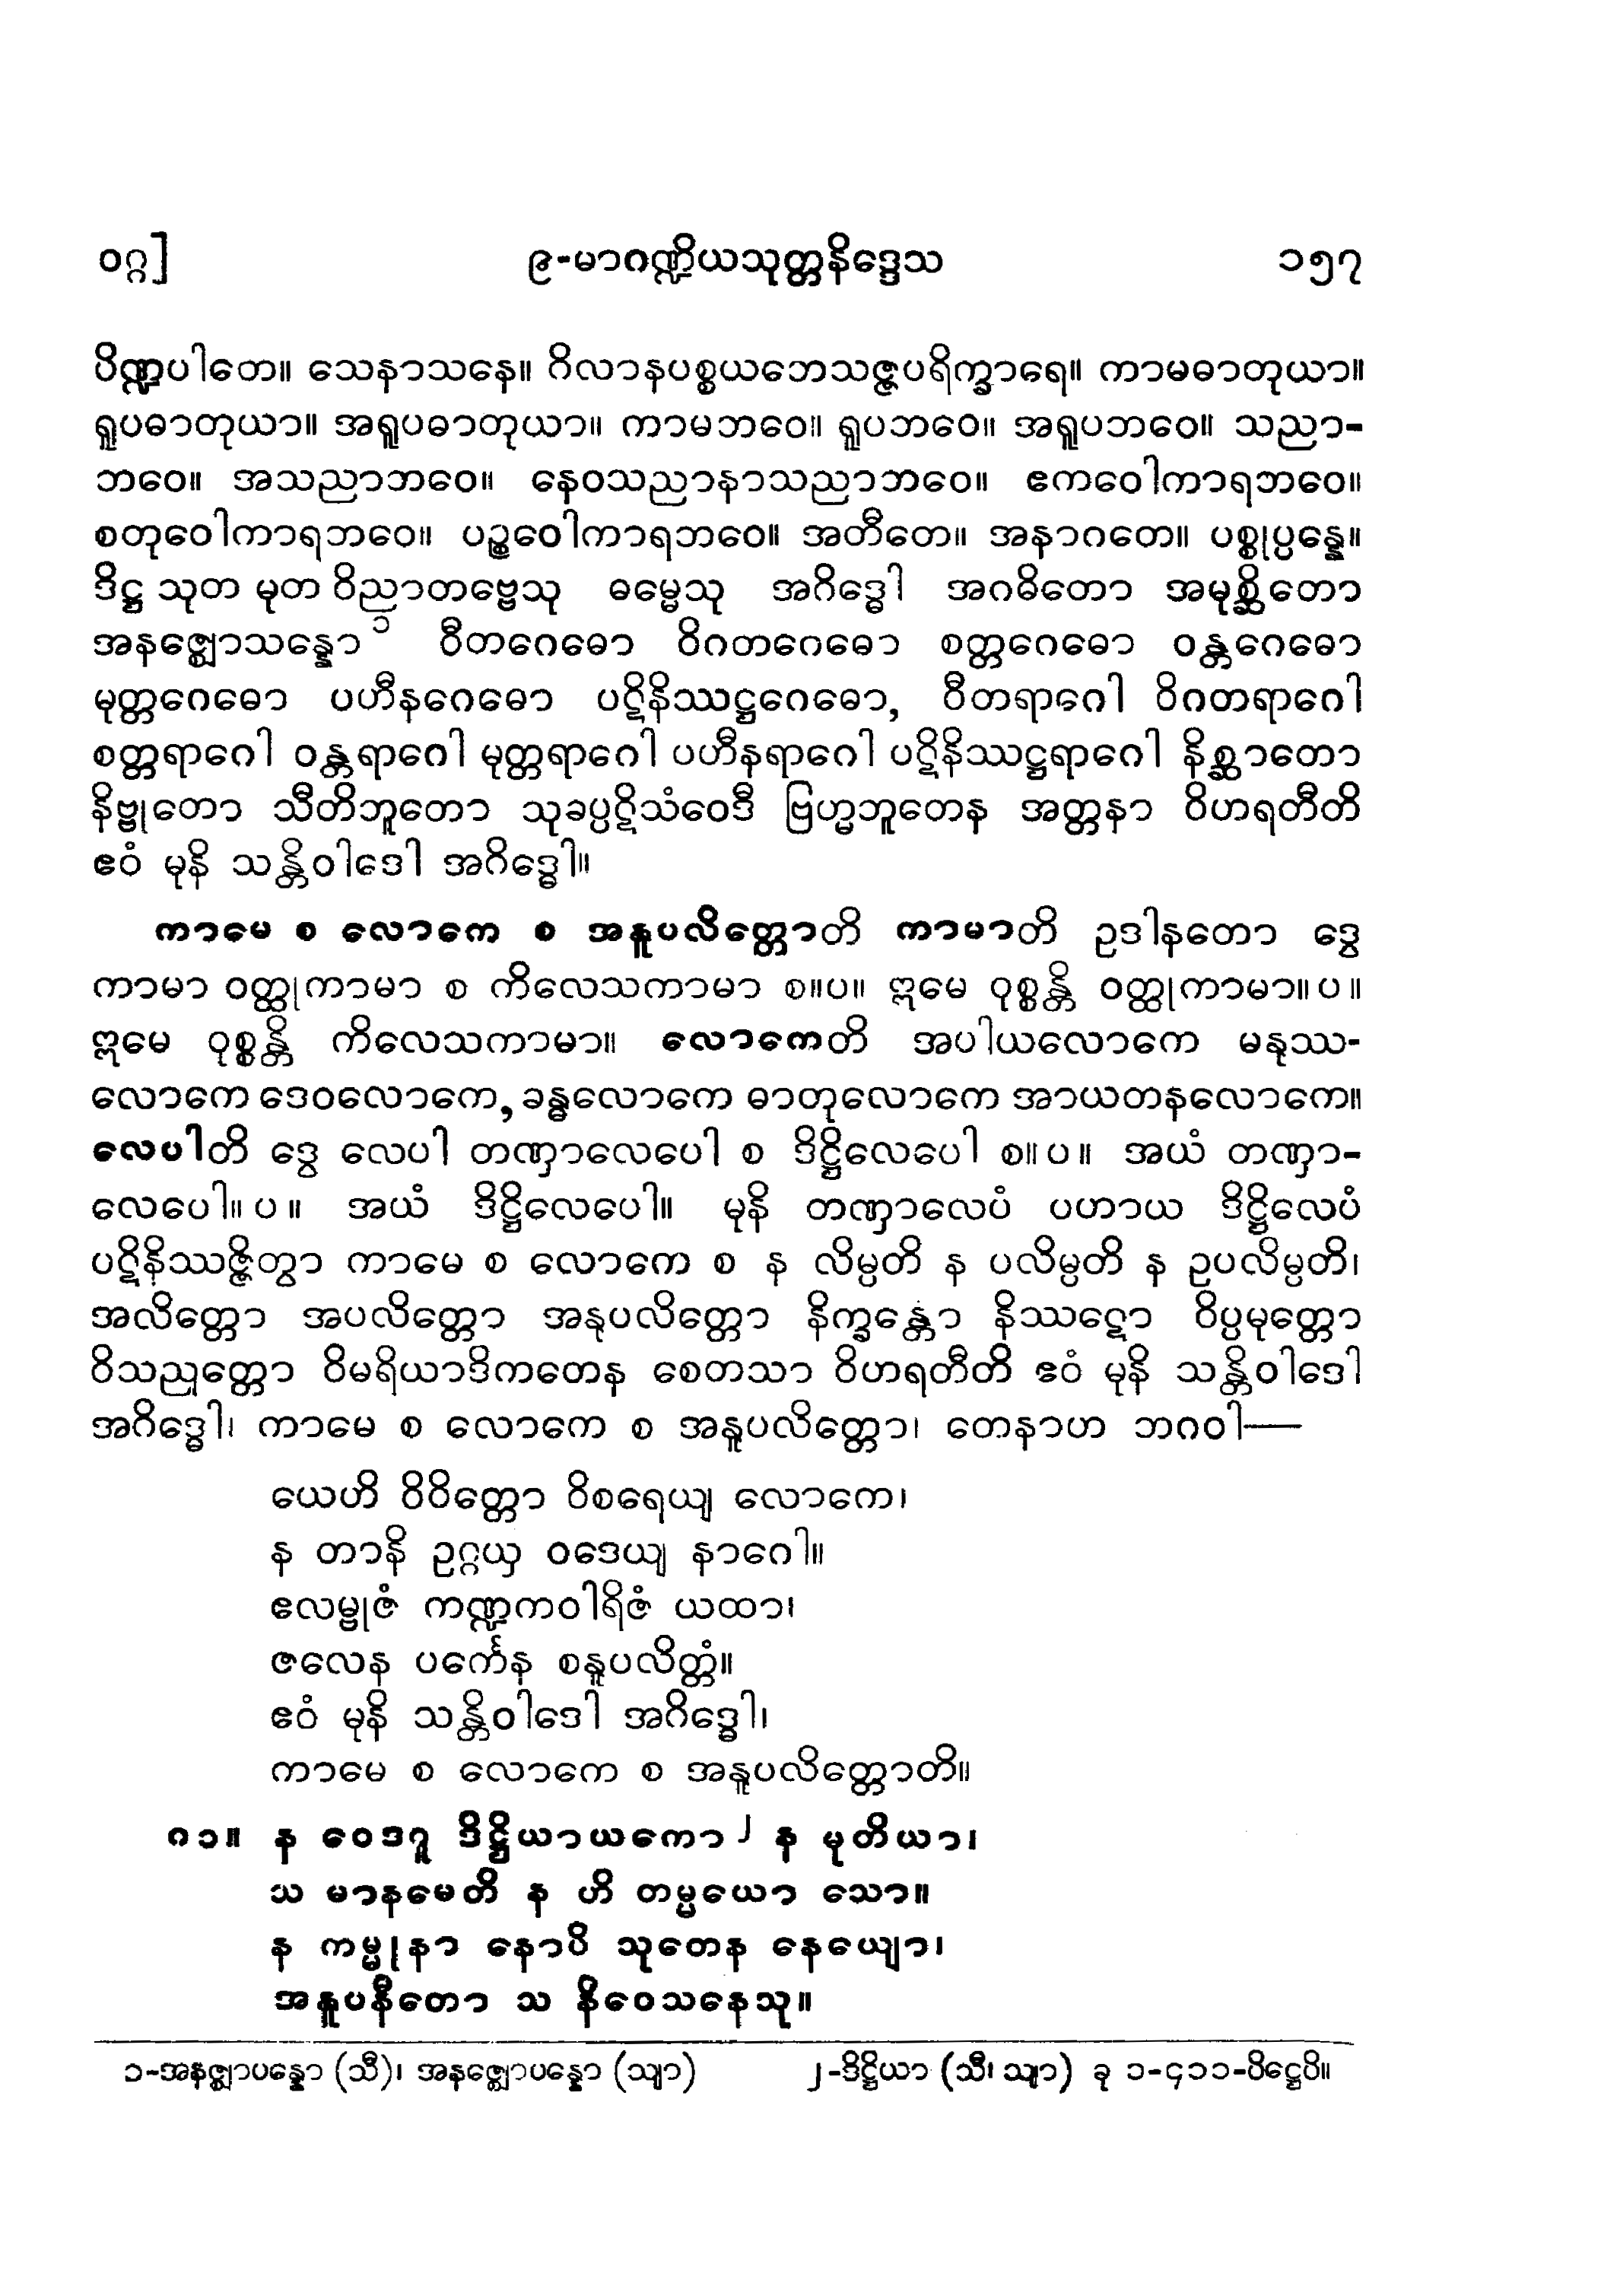 ဝဂ္ဂ] ၉-မာဂဏ္ဍိယသုတ္တနိဒ္ဒေသ ၁၅၇
ပိဏ္ဍပါတေ။ သေနာသနေ။ ဂိလာနပစ္စယဘေသဇ္ဇပရိက္ခာရေ။ ကာမဓာတုယာ။
ရူပဓာတုယာ။ အရူပဓာတုယာ။ ကာမဘဝေ။ ရူပဘဝေ။ အရူပဘဝေ။ သညာ-
ဘဝေ။ အသညာဘဝေ။ နေဝသညာနာသညာဘဝေ။ ဧကဝေါကာရဘဝေ။
စတုဝေါကာရဘဝေ။ ပဉ္စဝေါကာရဘဝေ။ အတီတေ။ အနာဂတေ။ ပစ္စုပ္ပန္နေ။
ဒိဋ္ဌ သုတ မုတ ဝိညာတဗ္ဗေသု ဓမ္မေသု အဂိဒ္ဓေါ အဂဓိတော အမုစ္ဆိတော
အနဇ္ဈောသန္နော ၁ ဝီတဂေဓော ဝိဂတဂေဓော စတ္တဂေဓော ဝန္တဂေဓော
မုတ္တဂေဓော ပဟီနဂေဓော ပဋိနိဿဋ္ဌဂေဓော, ဝီတရာဂေါ ဝိဂတရာဂေါ
စတ္တရာဂေါ ဝန္တရာဂေါ မုတ္တရာဂေါ ပဟီနရာဂေါ ပဋိနိဿဋ္ဌရာဂေါ နိစ္ဆာတော
နိဗ္ဗုတော သီတိဘူတော သုခပ္ပဋိသံဝေဒီ ဗြဟ္မဘူတေန အတ္တနာ ဝိဟရတီတိ
ဧဝံ မုနိ သန္တိဝါဒေါ အဂိဒ္ဓေါ။
ကာမေ စ လောကေ စ အနူပလိတ္တောတိ ကာမာတိ ဥဒါနတော ဒွေ
ကာမာ ဝတ္ထုကာမာ စ ကိလေသကာမာ စ။ပ။ ဣမေ ဝုစ္စန္တိ ဝတ္ထုကာမာ။ပ။
ဣမေ ဝုစ္စန္တိ ကိလေသကာမာ။ လောကေတိ အပါယလောကေ မနုဿ-
လောကေ ဒေဝလောကေ, ခန္ဓလောကေ ဓာတုလောကေ အာယတနလောကေ။
လေပါတိ ဒွေ လေပါ တဏှာလေပေါ စ ဒိဋ္ဌိလေပေါ စ။ပ။ အယံ တဏှာ-
လေပေါ။ပ။ အယံ ဒိဋ္ဌိလေပေါ။ မုနိ တဏှာလေပံ ပဟာယ ဒိဋ္ဌိလေပံ
ပဋိနိဿဇ္ဇိတွာ ကာမေ စ လောကေ စ န လိမ္ပတိ န ပလိမ္ပတိ န ဥပလိမ္ပတိ၊
အလိတ္တော အပလိတ္တော အနုပလိတ္တော နိက္ခန္တော နိဿဋော ဝိပ္ပမုတ္တော
ဝိသညုတ္တော ဝိမရိယာဒိကတေန စေတသာ ဝိဟရတီတိ ဧဝံ မုနိ သန္တိဝါဒေါ
အဂိဒ္ဓေါ၊ ကာမေ စ လောကေ စ အနူပလိတ္တော၊ တေနာဟ ဘဂဝါ—
ယေဟိ ဝိဝိတ္တော ဝိစရေယျ လောကေ၊
န တာနိ ဥဂ္ဂယှ ဝဒေယျ နာဂေါ။
ဧလမ္ဗုဇံ ကဏ္ဍကဝါရိဇံ ယထာ၊
ဇလေန ပင်္ကေန စနူပလိတ္တံ။
ဧဝံ မုနိ သန္တိဝါဒေါ အဂိဒ္ဓေါ၊
ကာမေ စ လောကေ စ အနူပလိတ္တောတိ။
ဂ၁။ န ဝေဒဂူ ဒိဋ္ဌိယာယကော ၂ န မုတိယာ၊
သ မာနမေတိ န ဟိ တမ္မယော သော။
န ကမ္မုနာ နောပိ သုတေန နေယျော၊
အနူပနီတော သ နိဝေသနေသု။
၁-အနဇ္ဈာပန္နော (သီ)၊ အနဇ္ဈောပန္နော (သျာ) ၂-ဒိဋ္ဌိယာ (သီ၊ သျာ) ခု ၁-၄၁၁-ပိဋ္ဌေပိ။